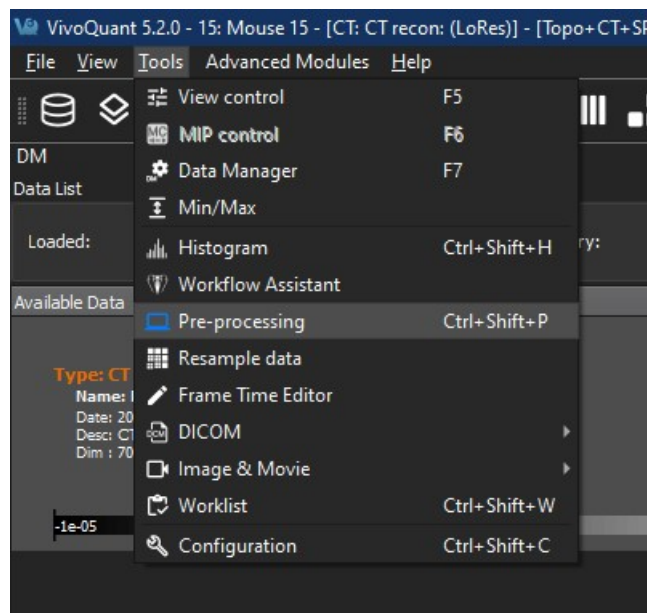 VivoQuant 5.2.0 - 15: Mouse 15 - [CT: CT recon: (LoRes)] - [Topo+CT+SP
File View Tools Advanced Modules Help
DM
Data List
Loaded:
ry:
Available Data
Type: CT
Name:
Date: 20
Desc: CT
Dim : 70
-1e-05
View control F5
MIP control F6
Data Manager F7
Min/Max
Histogram Ctrl+Shift+H
Workflow Assistant
Pre-processing Ctrl+Shift+P
Resample data
Frame Time Editor
DICOM
Image & Movie
Worklist Ctrl+Shift+W
Configuration Ctrl+Shift+C